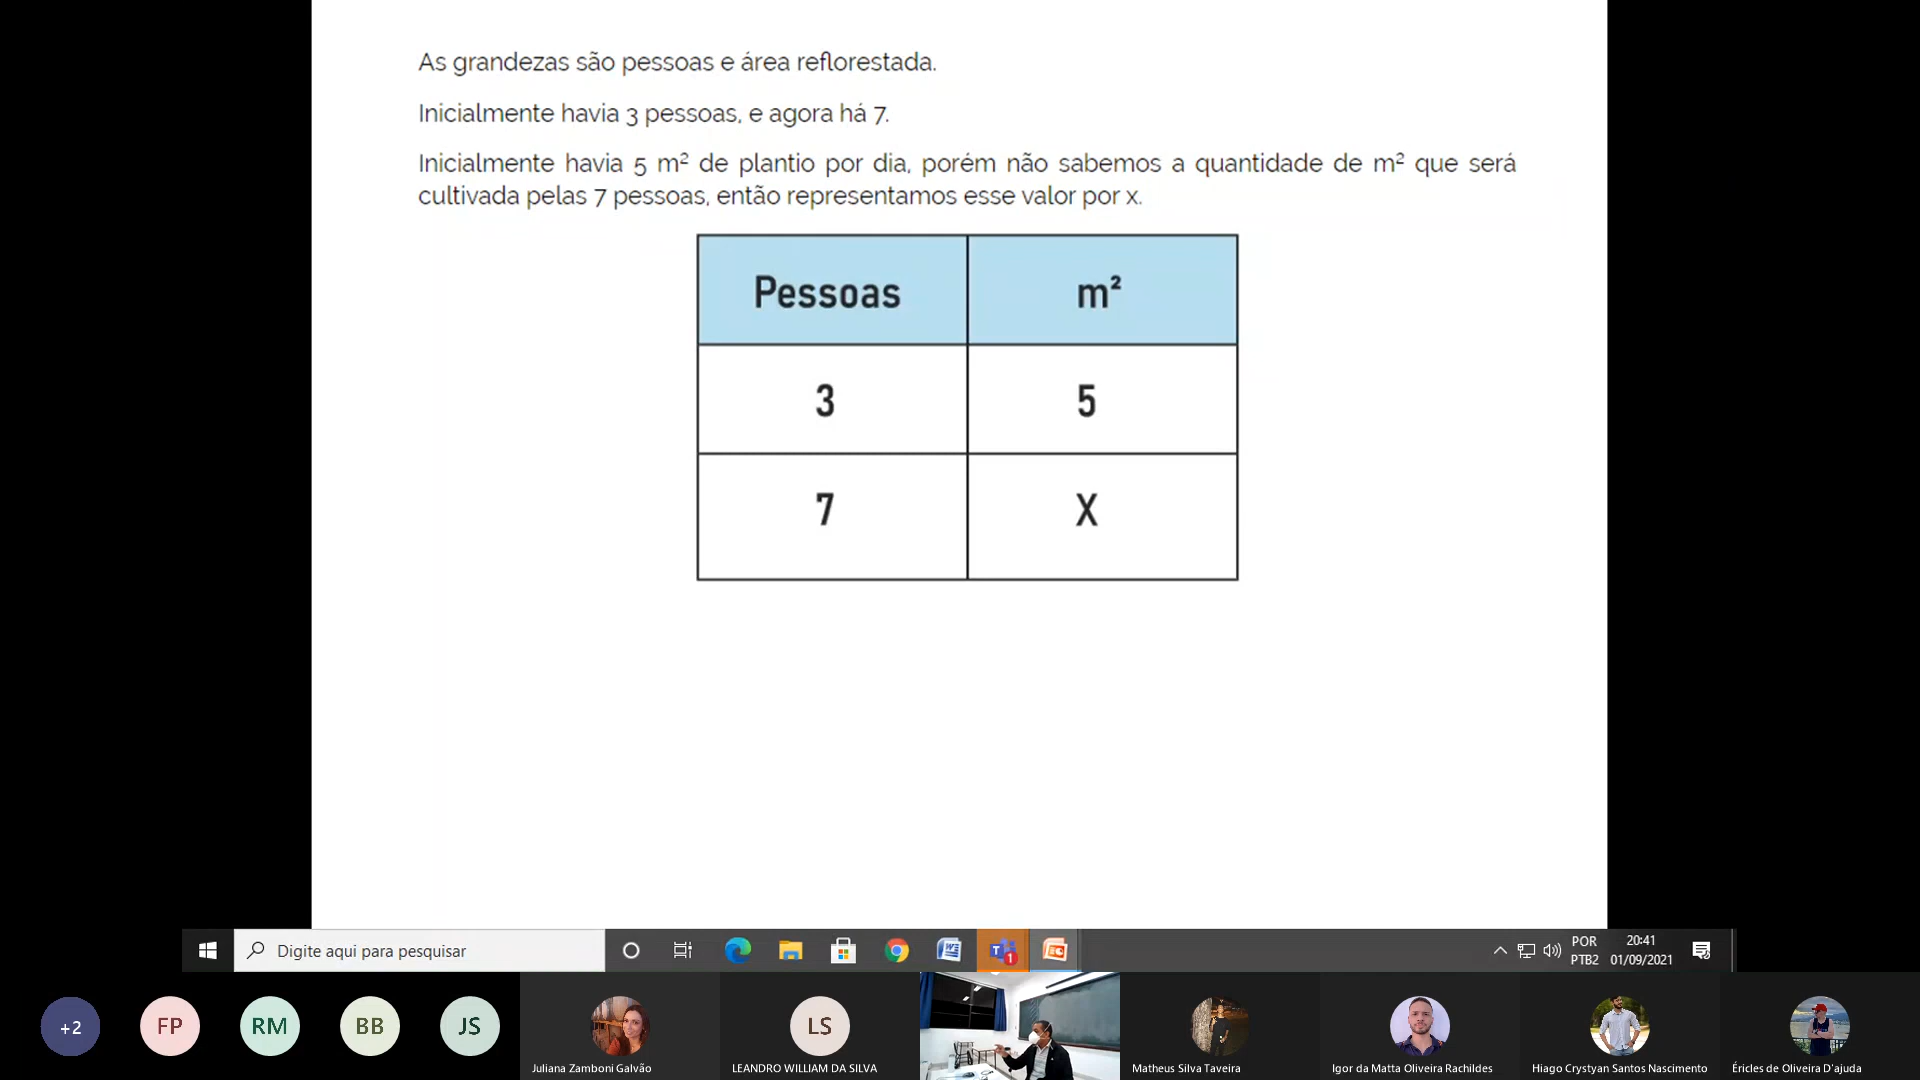 As grandezas são pessoas e área reflorestada.
Inicialmente havia 3 pessoas, e agora há 7.
Inicialmente havia 5 m² de plantio por dia, porém não sabemos a quantidade de m² que será
cultivada pelas 7 pessoas, então representamos esse valor por x.
Pessoas m²
3 5
7 X
Digite aqui para pesquisar
1
POR
PTB2
20:41
01/09/2021
+2
FP
RM
BB
JS
LS
Juliana Zamboni Galvão
LEANDRO WILLIAM DA SILVA
Matheus Silva Taveira
Igor da Matta Oliveira Rachildes
Hiago Crystyan Santos Nascimento
Éricles de Oliveira D'ajuda